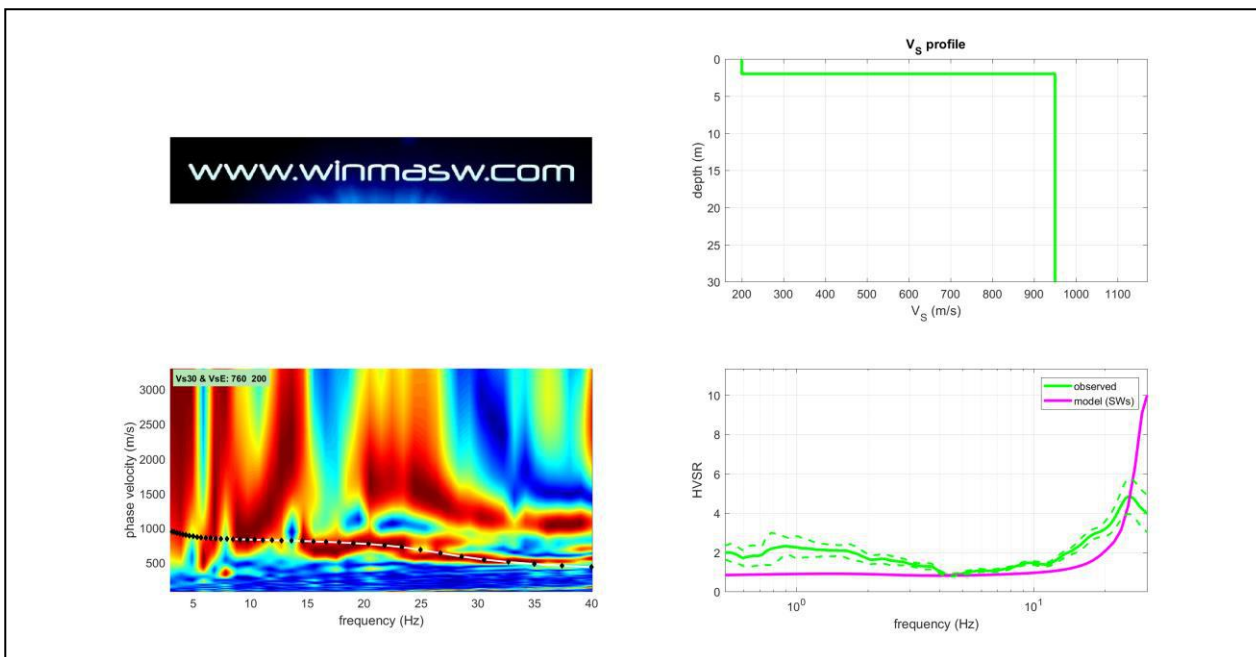 www.winmasw.com
V_S profile
depth (m)
0
5
10
15
20
25
30
200 300 400 500 600 700 800 900 1000 1100
V_S (m/s)
Vs30 & VsE: 760 200
phase velocity (m/s)
3000
2500
2000
1500
1000
500
5 10 15 20 25 30 35 40
frequency (Hz)
observed
model (SWs)
HVSR
10
8
6
4
2
0
10^0 10^1
frequency (Hz)